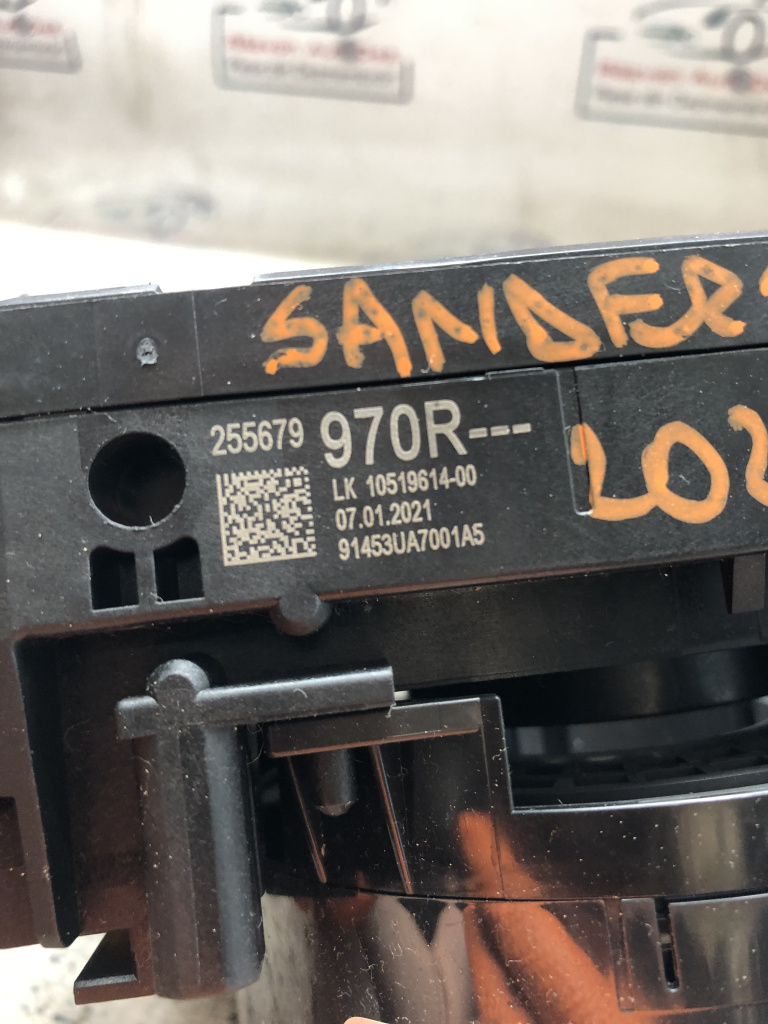 SANDER
255679 970R---
LK 10519614-00
07.01.2021
91453UA7001A5
202